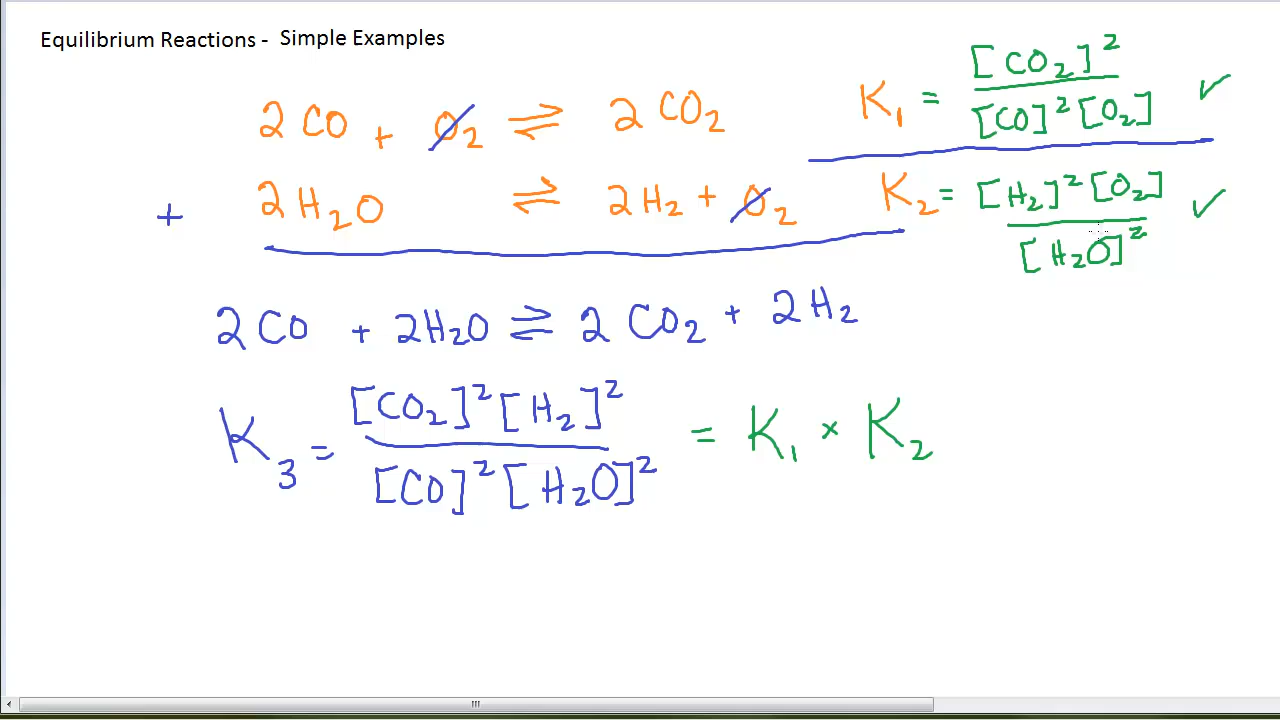 Equilibrium Reactions - Simple Examples
2 CO + O₂ ⇌ 2 CO₂ K₁ = [CO₂]² / [CO]² [O₂] ✓
+ 2 H₂O ⇌ 2 H₂ + O₂ K₂ = [H₂]² [O₂] / [H₂O]² ✓
2 CO + 2 H₂O ⇌ 2 CO₂ + 2 H₂
K₃ = [CO₂]² [H₂]² / [CO]² [H₂O]² = K₁ × K₂